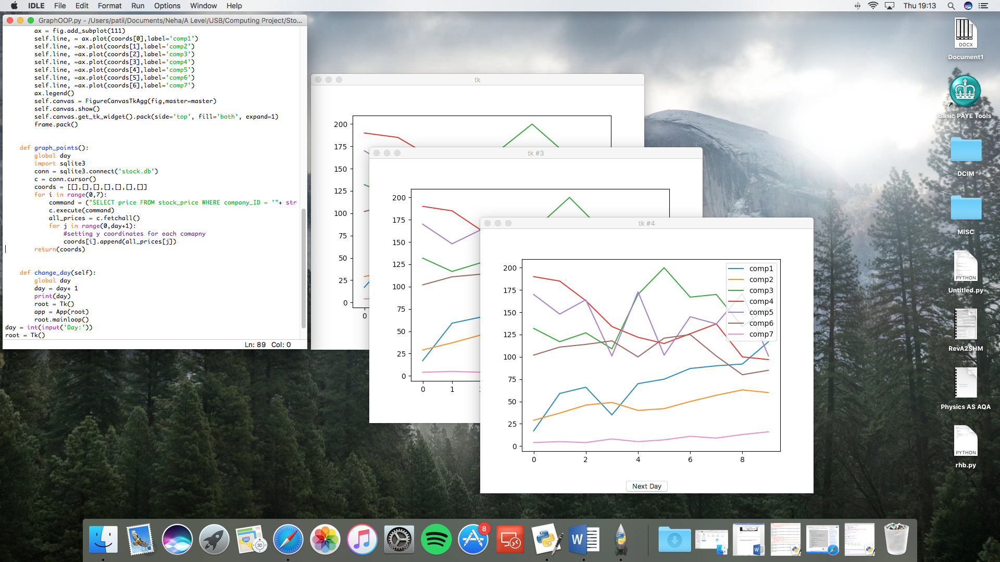 IDLE File Edit Format Run Options Window Help
Thu 19:13
GraphOOP.py - /Users/patil/Documents/Neha/A Level/USB/Computing Project/Sto...
ax = fig.add_subplot(111)
self.line, = ax.plot(coords[0],label='comp1')
self.line, =ax.plot(coords[1],label='comp2')
self.line, =ax.plot(coords[2],label='comp3')
self.line, =ax.plot(coords[3],label='comp4')
self.line, =ax.plot(coords[4],label='comp5')
self.line, =ax.plot(coords[5],label='comp6')
self.line, =ax.plot(coords[6],label='comp7')
ax.legend()
self.canvas = FigureCanvasTkAgg(fig,master=master)
self.canvas.show()
self.canvas.get_tk_widget().pack(side='top', fill='both', expand=1)
frame.pack()
def graph_points():
global day
import sqlite3
conn = sqlite3.connect('stock.db')
c = conn.cursor()
coords = [[],[],[],[],[],[],[]]
for i in range(0,7):
command = ("SELECT price FROM stock_price WHERE company_ID = '"+ str
c.execute(command)
all_prices = c.fetchall()
for j in range(0,day+1):
#setting y coordinates for each comapny
coords[i].append(all_prices[j])
return(coords)
def change_day(self):
global day
day = day+ 1
print(day)
root = Tk()
app = App(root)
root.mainloop()
day = int(input('Day:'))
root = Tk()
Ln: 89 Col: 0
tk
200
175
150
125
100
75
50
25
0
0
tk #3
200
175
150
125
100
75
50
25
0
0 1
tk #4
200
175
150
125
100
75
50
25
0
0 2 4 6 8
comp1
comp2
comp3
comp4
comp5
comp6
comp7
Next Day
DOCX
Document1
Basic PAYE Tools
DCIM
MISC
PYTHON
Untitled.py
RevA2SHM
Physics AS AQA
PYTHON
rhb.py
280
3D
8
W
W